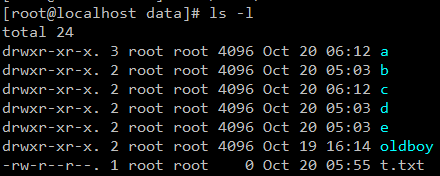 [root@localhost data]# ls -l
total 24
drwxr-xr-x. 3 root root 4096 Oct 20 06:12 a
drwxr-xr-x. 2 root root 4096 Oct 20 05:03 b
drwxr-xr-x. 2 root root 4096 Oct 20 06:12 c
drwxr-xr-x. 2 root root 4096 Oct 20 05:03 d
drwxr-xr-x. 2 root root 4096 Oct 20 05:03 e
drwxr-xr-x. 2 root root 4096 Oct 19 16:14 oldboy
-rw-r--r--. 1 root root    0 Oct 20 05:55 t.txt